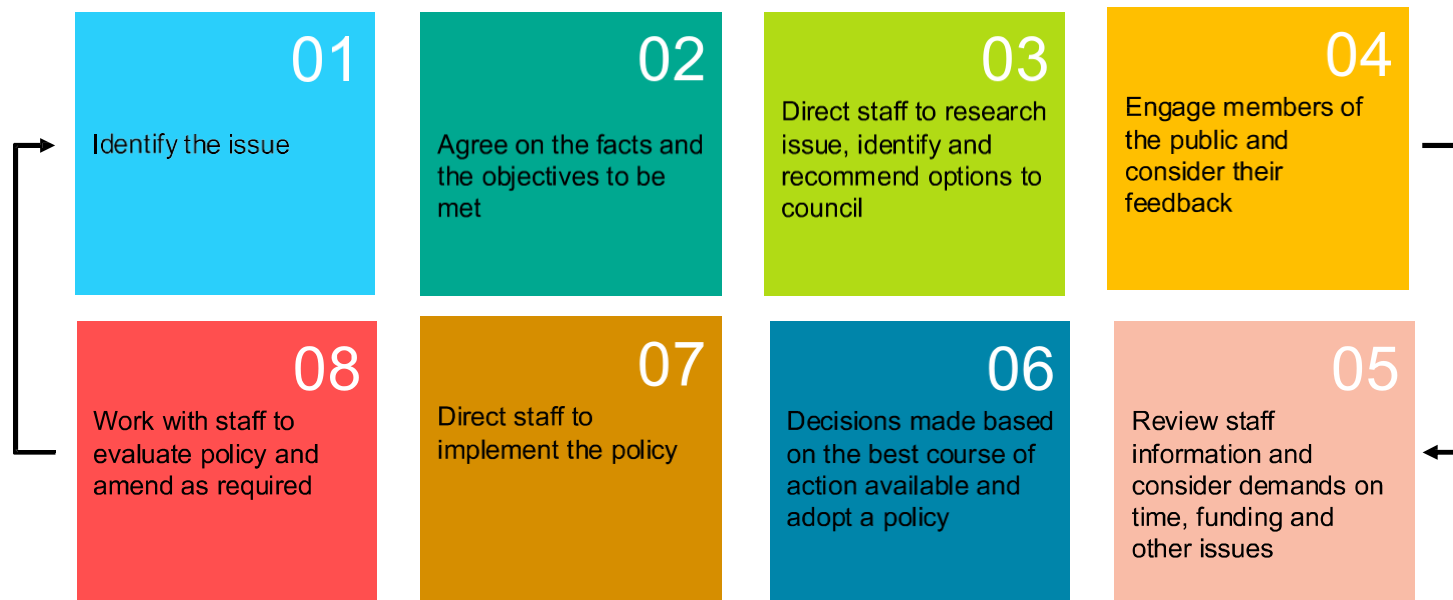 01
Identify the issue
02
Agree on the facts and
the objectives to be
met
03
Direct staff to research
issue, identify and
recommend options to
council
04
Engage members of
the public and
consider their
feedback
05
Review staff
information and
consider demands on
time, funding and
other issues
06
Decisions made based
on the best course of
action available and
adopt a policy
07
Direct staff to
implement the policy
08
Work with staff to
evaluate policy and
amend as required